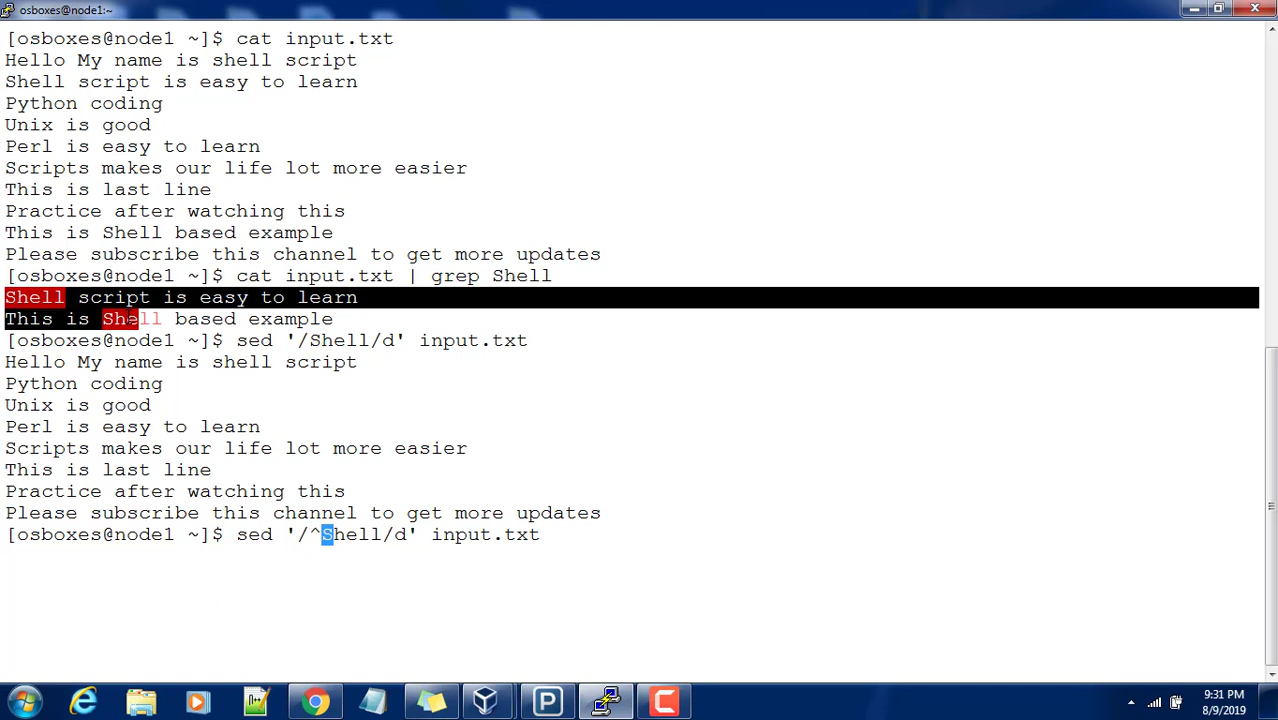 osboxes@node1:~
[osboxes@node1 ~]$ cat input.txt
Hello My name is shell script
Shell script is easy to learn
Python coding
Unix is good
Perl is easy to learn
Scripts makes our life lot more easier
This is last line
Practice after watching this
This is Shell based example
Please subscribe this channel to get more updates
[osboxes@node1 ~]$ cat input.txt | grep Shell
Shell script is easy to learn
This is Shell based example
[osboxes@node1 ~]$ sed '/Shell/d' input.txt
Hello My name is shell script
Python coding
Unix is good
Perl is easy to learn
Scripts makes our life lot more easier
This is last line
Practice after watching this
Please subscribe this channel to get more updates
[osboxes@node1 ~]$ sed '/^Shell/d' input.txt
9:31 PM
8/9/2019